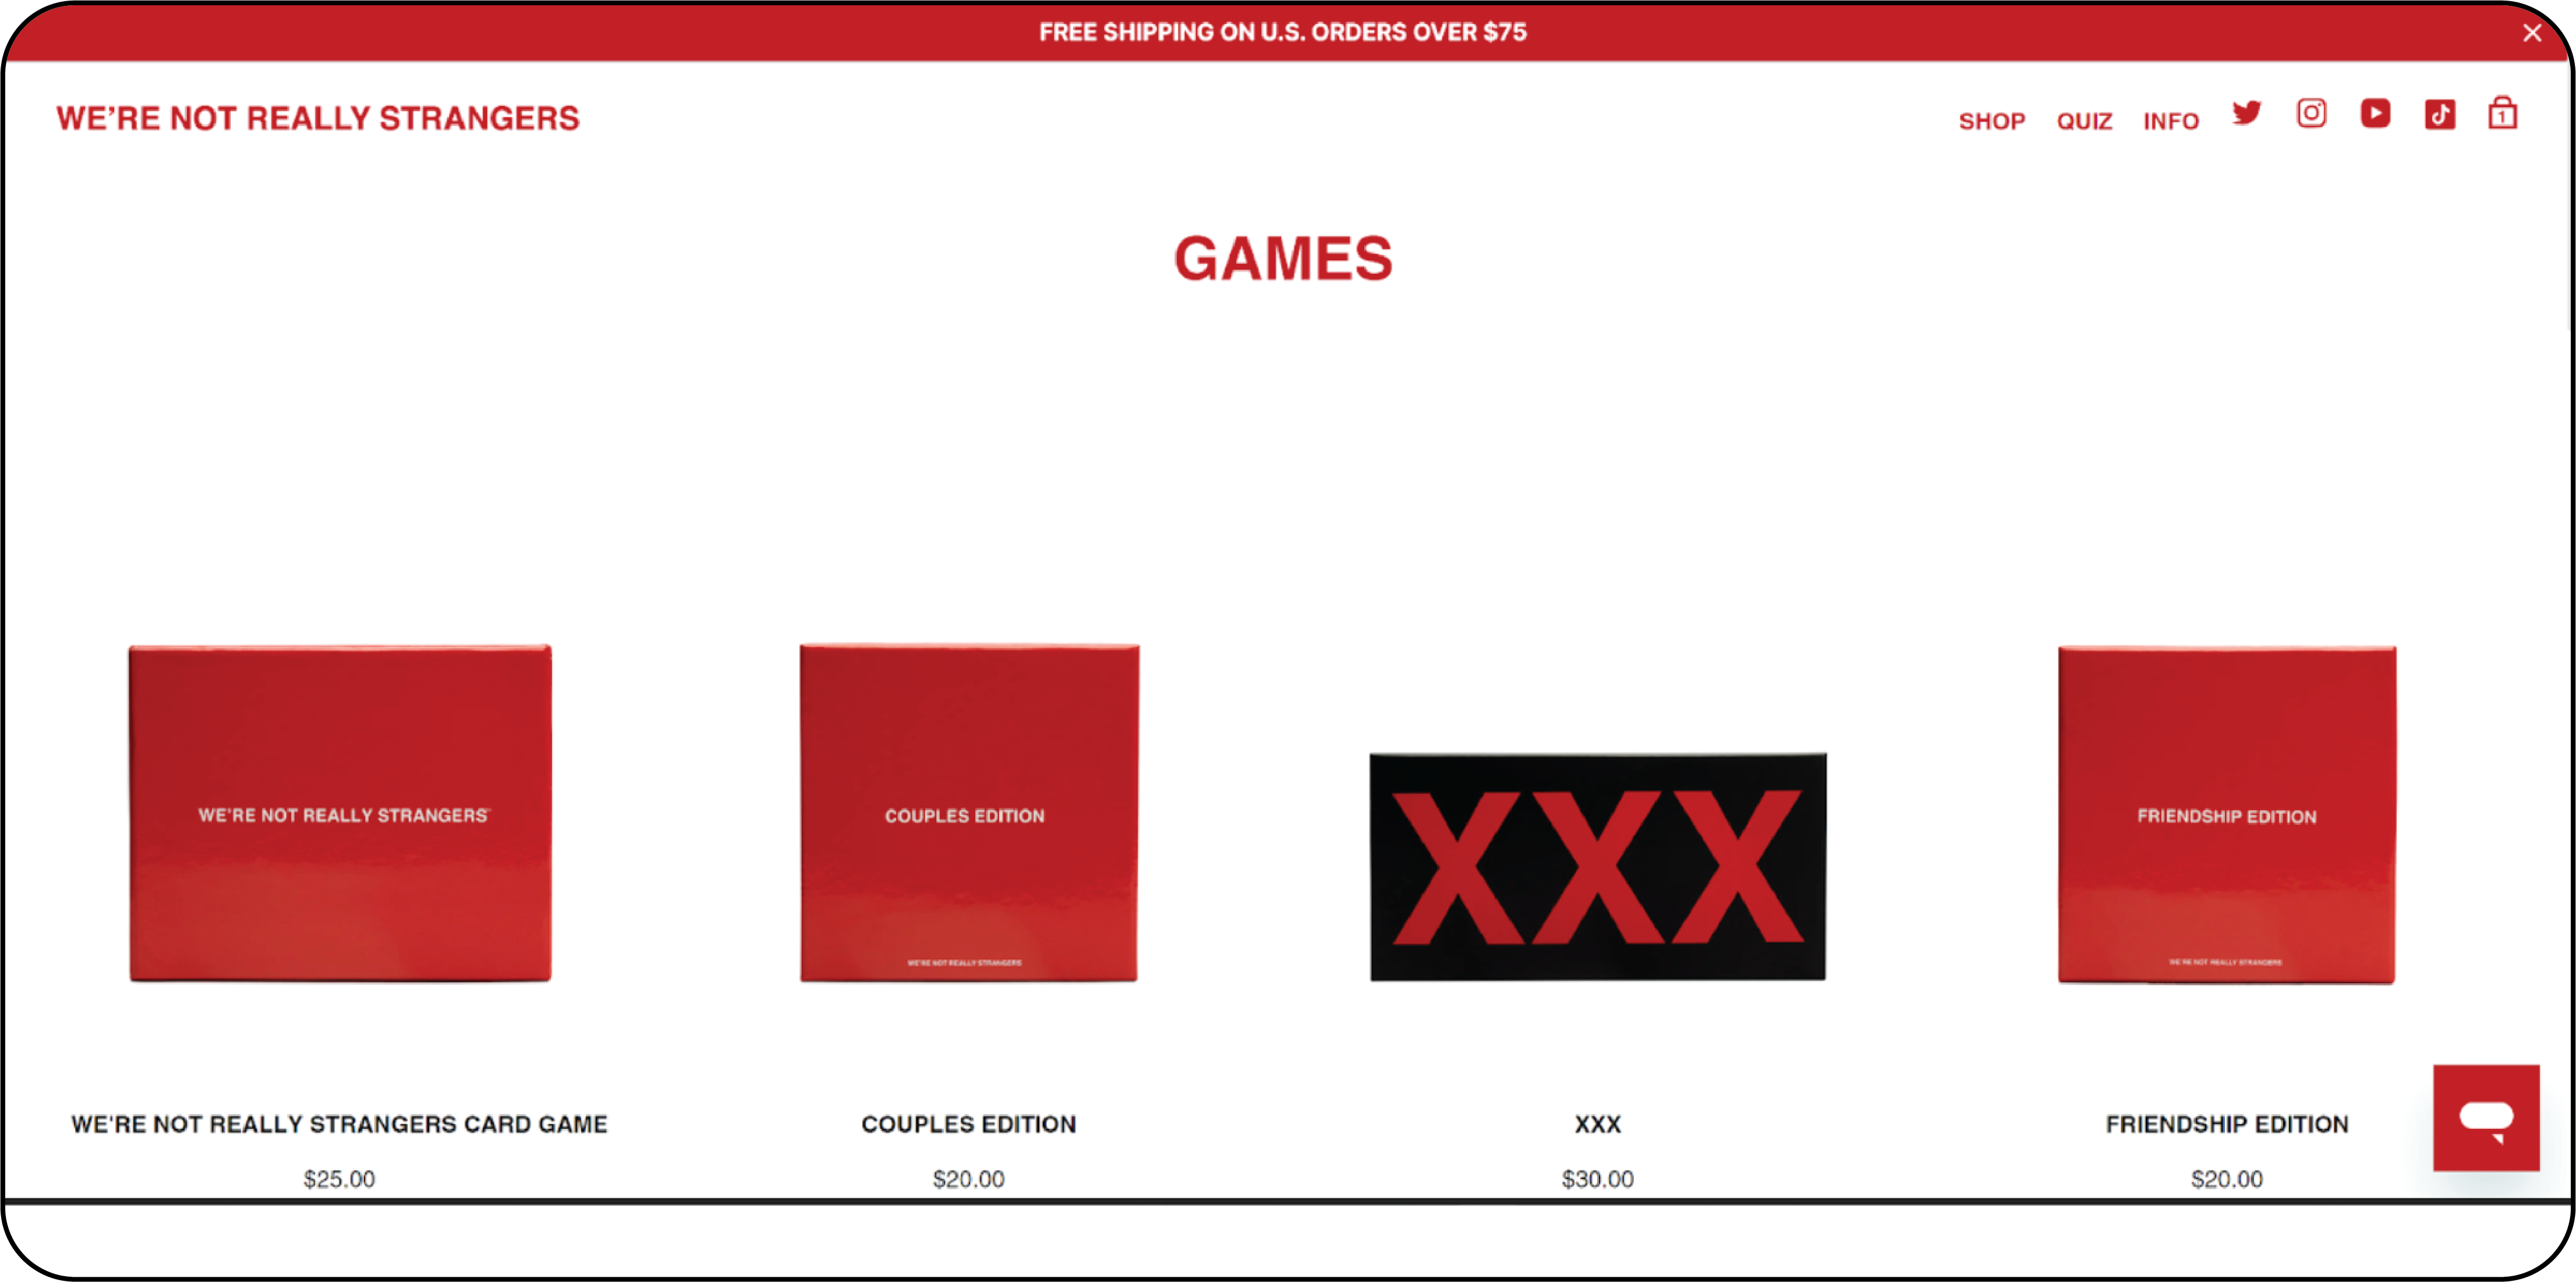 FREE SHIPPING ON U.S. ORDERS OVER $75
WE'RE NOT REALLY STRANGERS
SHOP QUIZ INFO 1
GAMES
WE'RE NOT REALLY STRANGERS™
COUPLES EDITION
WE'RE NOT REALLY STRANGERS
XXX
FRIENDSHIP EDITION
WE'RE NOT REALLY STRANGERS
WE'RE NOT REALLY STRANGERS CARD GAME
$25.00
COUPLES EDITION
$20.00
XXX
$30.00
FRIENDSHIP EDITION
$20.00